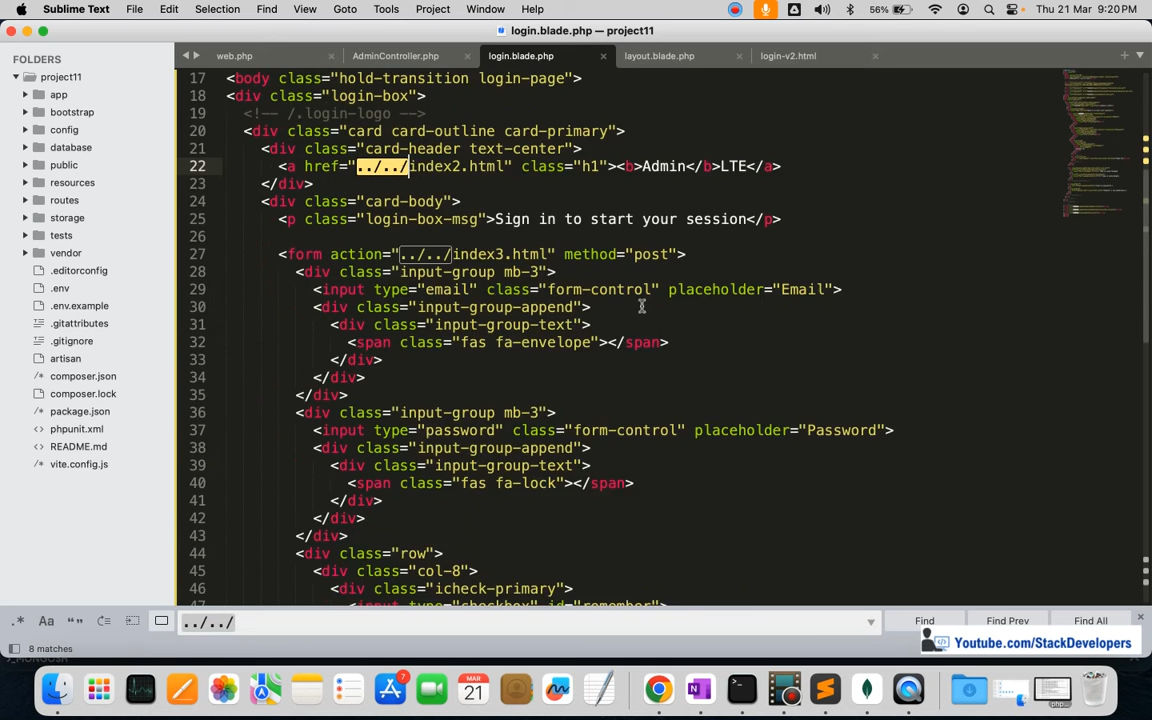 Sublime Text File Edit Selection Find View Goto Tools Project Window Help 56% Thu 21 Mar 9:20 PM
login.blade.php — project11
FOLDERS
project11
app
bootstrap
config
database
public
resources
routes
storage
tests
vendor
.editorconfig
.env
.env.example
.gitattributes
.gitignore
artisan
composer.json
composer.lock
package.json
phpunit.xml
README.md
vite.config.js
web.php AdminController.php login.blade.php layout.blade.php login-v2.html
17 <body class="hold-transition login-page">
18 <div class="login-box">
19 <!-- /.login-logo -->
20 <div class="card card-outline card-primary">
21 <div class="card-header text-center">
22 <a href="../../index2.html" class="h1"><b>Admin</b>LTE</a>
23 </div>
24 <div class="card-body">
25 <p class="login-box-msg">Sign in to start your session</p>
26
27 <form action="../../index3.html" method="post">
28 <div class="input-group mb-3">
29 <input type="email" class="form-control" placeholder="Email">
30 <div class="input-group-append">
31 <div class="input-group-text">
32 <span class="fas fa-envelope"></span>
33 </div>
34 </div>
35 </div>
36 <div class="input-group mb-3">
37 <input type="password" class="form-control" placeholder="Password">
38 <div class="input-group-append">
39 <div class="input-group-text">
40 <span class="fas fa-lock"></span>
41 </div>
42 </div>
43 </div>
44 <div class="row">
45 <div class="col-8">
46 <div class="icheck-primary">
47 <input type="checkbox" id="remember">
.* Aa “” ../../ Find Find Prev Find All
8 matches
Youtube.com/StackDevelopers
MAR
21
7